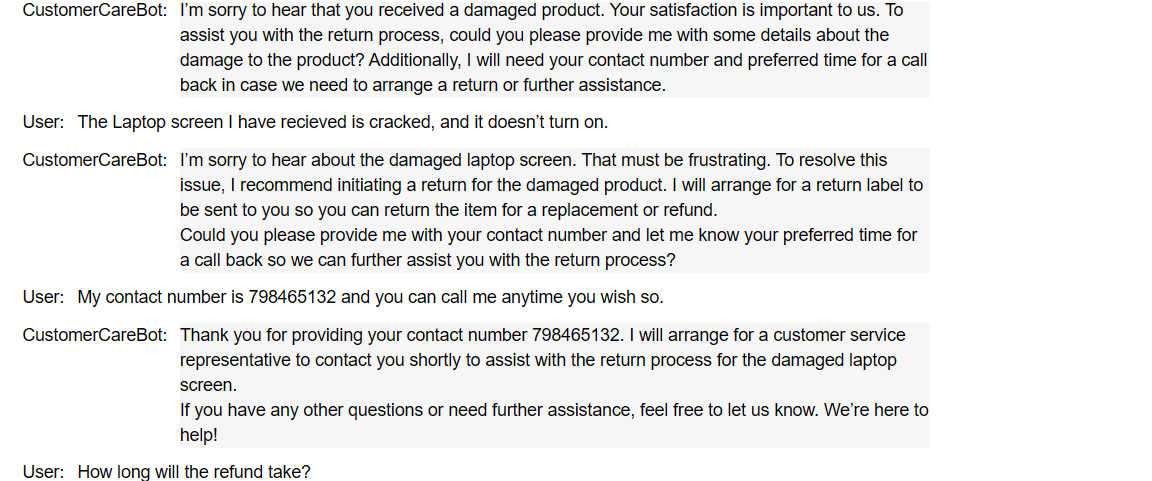 CustomerCareBot: I'm sorry to hear that you received a damaged product. Your satisfaction is important to us. To
assist you with the return process, could you please provide me with some details about the
damage to the product? Additionally, I will need your contact number and preferred time for a call
back in case we need to arrange a return or further assistance.
User: The Laptop screen I have recieved is cracked, and it doesn't turn on.
CustomerCareBot: I'm sorry to hear about the damaged laptop screen. That must be frustrating. To resolve this
issue, I recommend initiating a return for the damaged product. I will arrange for a return label to
be sent to you so you can return the item for a replacement or refund.
Could you please provide me with your contact number and let me know your preferred time for
a call back so we can further assist you with the return process?
User: My contact number is 798465132 and you can call me anytime you wish so.
CustomerCareBot: Thank you for providing your contact number 798465132. I will arrange for a customer service
representative to contact you shortly to assist with the return process for the damaged laptop
screen.
If you have any other questions or need further assistance, feel free to let us know. We're here to
help!
User: How long will the refund take?